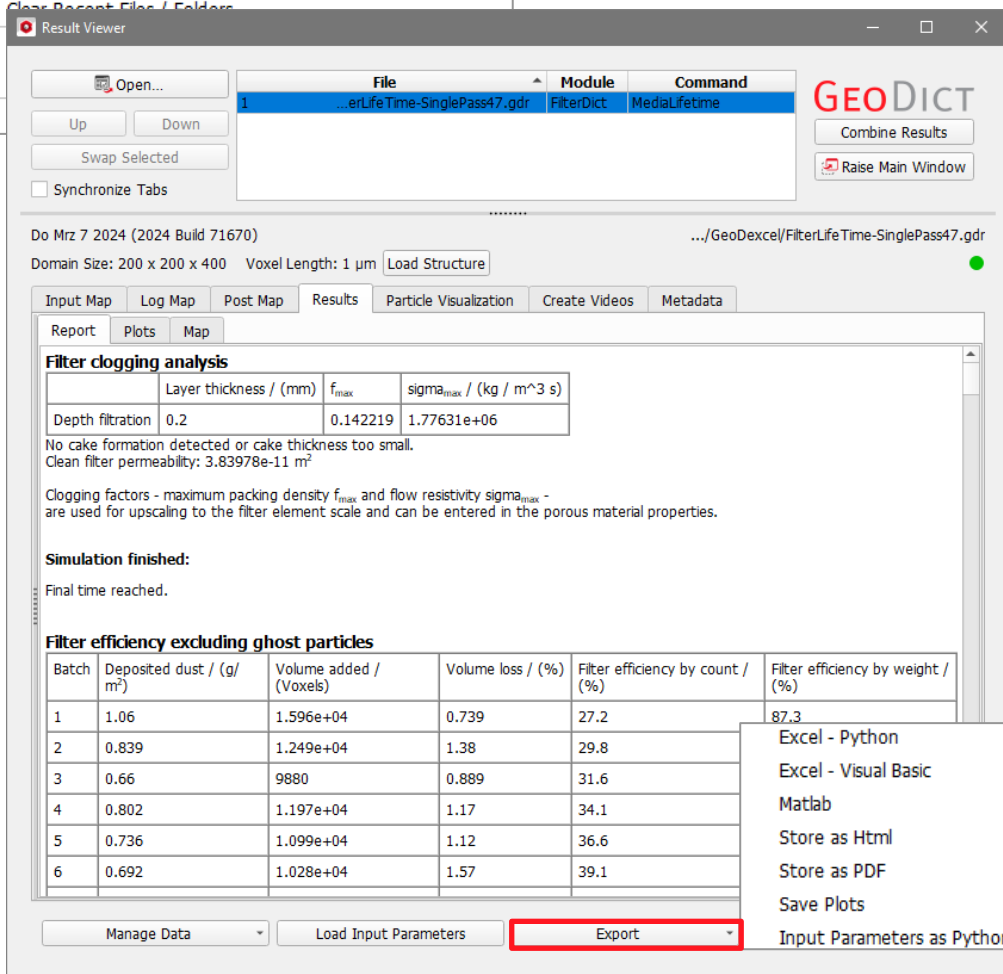 Clear Recent Files / Folders
Result Viewer
Open...
Up Down
Swap Selected
Synchronize Tabs
File Module Command
1 ...erLifeTime-SinglePass47.gdr FilterDict MediaLifetime
GEODICT
Combine Results
Raise Main Window
Do Mrz 7 2024 (2024 Build 71670) .../GeoDexcel/FilterLifeTime-SinglePass47.gdr
Domain Size: 200 x 200 x 400 Voxel Length: 1 µm Load Structure
Input Map Log Map Post Map Results Particle Visualization Create Videos Metadata
Report Plots Map
Filter clogging analysis
Layer thickness / (mm) fmax sigmamax / (kg / m^3 s)
Depth filtration 0.2 0.142219 1.77631e+06
No cake formation detected or cake thickness too small.
Clean filter permeability: 3.83978e-11 m²
Clogging factors - maximum packing density fmax and flow resistivity sigmamax -
are used for upscaling to the filter element scale and can be entered in the porous material properties.
Simulation finished:
Final time reached.
Filter efficiency excluding ghost particles
Batch Deposited dust / (g/ Volume added / Volume loss / (%) Filter efficiency by count / Filter efficiency by weight /
m²) (Voxels) (%) (%)
1 1.06 1.596e+04 0.739 27.2 87.3
2 0.839 1.249e+04 1.38 29.8
3 0.66 9880 0.889 31.6
4 0.802 1.197e+04 1.17 34.1
5 0.736 1.099e+04 1.12 36.6
6 0.692 1.028e+04 1.57 39.1
Excel - Python
Excel - Visual Basic
Matlab
Store as Html
Store as PDF
Save Plots
Input Parameters as Pytho
Manage Data Load Input Parameters Export